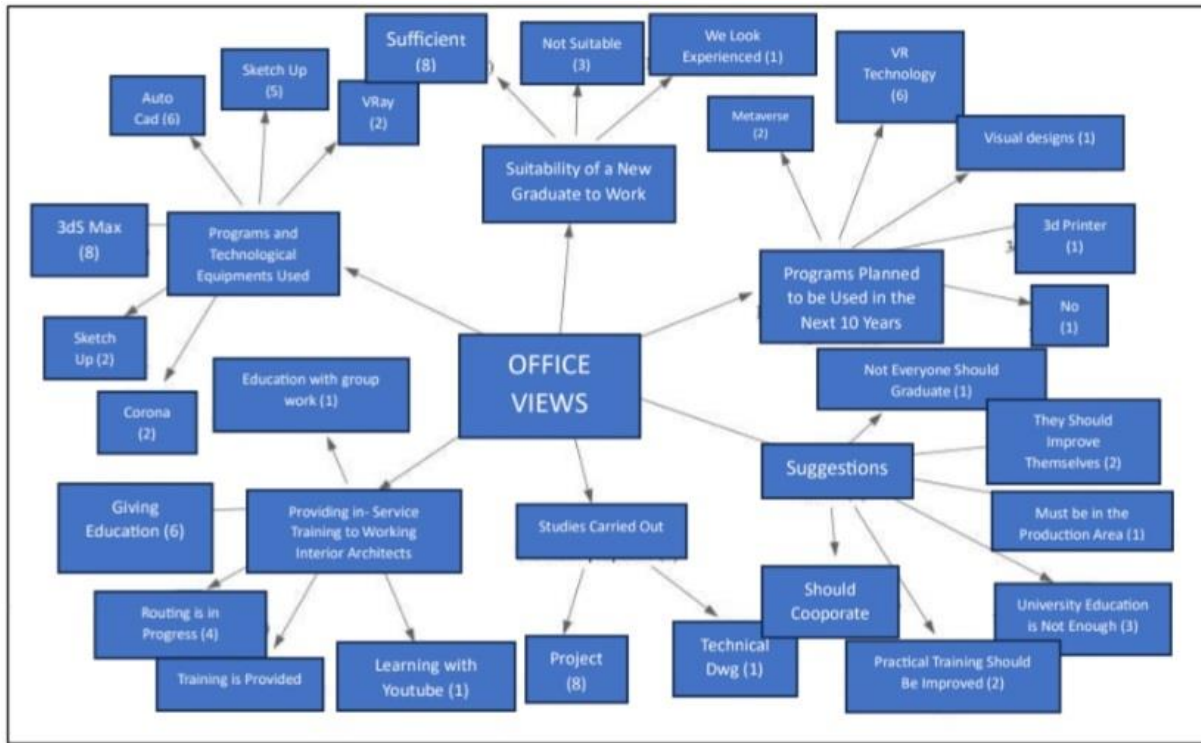 Sufficient
(8)
Not Suitable
(3)
We Look
Experienced (1)
VR
Technology
(6)
Sketch Up
(5)
Auto
Cad (6)
VRay
(2)
Metaverse
(2)
Visual designs (1)
Suitability of a New
Graduate to Work
3dS Max
(8)
Programs and
Technological
Equipments Used
3d Printer
(1)
Programs Planned
to be Used in the
Next 10 Years
No
(1)
Sketch
Up (2)
OFFICE
VIEWS
Education with group
work (1)
Not Everyone Should
Graduate (1)
Corona
(2)
They Should
Improve
Themselves (2)
Suggestions
Giving
Education (6)
Providing in- Service
Training to Working
Interior Architects
Studies Carried Out
Must be in the
Production Area (1)
Should
Cooporate
Routing is in
Progress (4)
University Education
is Not Enough (3)
Training is Provided
Learning with
Youtube (1)
Project
(8)
Technical
Dwg (1)
Practical Training Should
Be Improved (2)